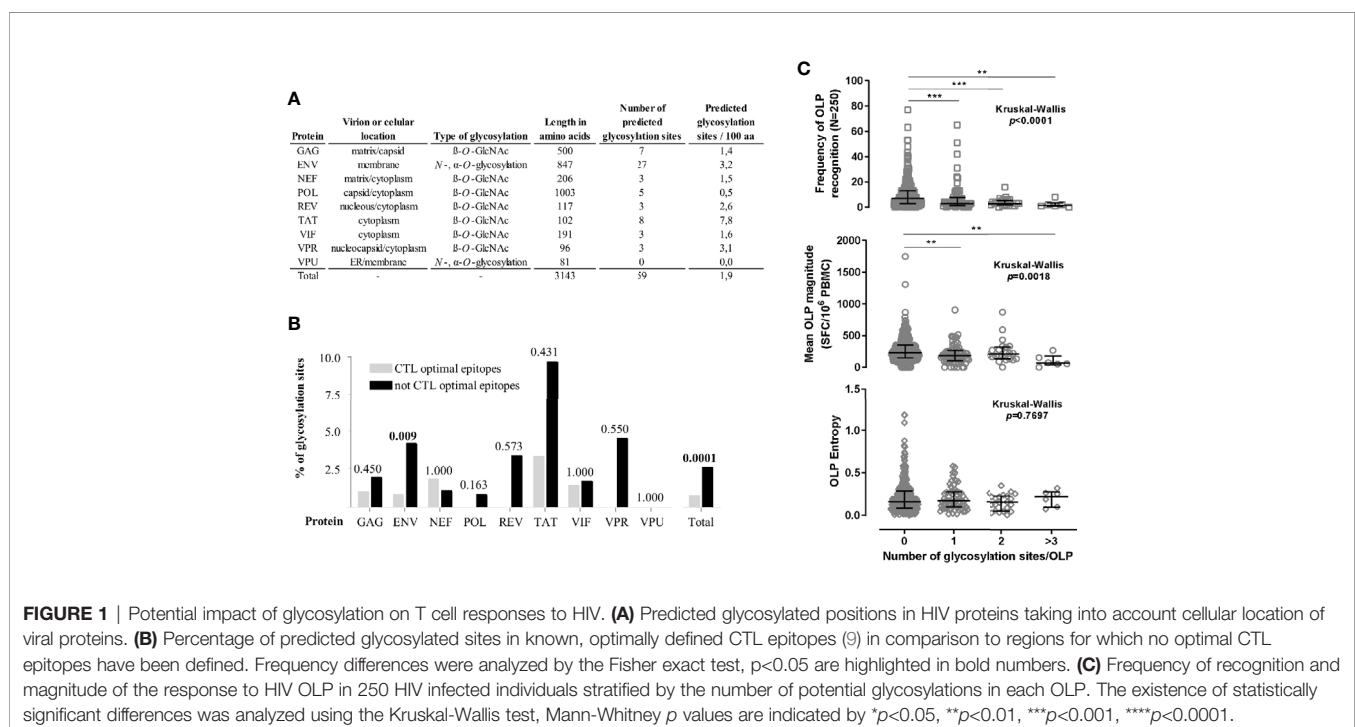 A
Protein Virion or celular location Type of glycosylation Length in amino acids Number of predicted glycosylation sites Predicted glycosylation sites / 100 aa
GAG matrix/capsid ß-O-GlcNAc 500 7 1,4
ENV membrane N-, α-O-glycosylation 847 27 3,2
NEF matrix/cytoplasm ß-O-GlcNAc 206 3 1,5
POL capsid/cytoplasm ß-O-GlcNAc 1003 5 0,5
REV nucleous/cytoplasm ß-O-GlcNAc 117 3 2,6
TAT cytoplasm ß-O-GlcNAc 102 8 7,8
VIF cytoplasm ß-O-GlcNAc 191 3 1,6
VPR nucleocapsid/cytoplasm ß-O-GlcNAc 96 3 3,1
VPU ER/membrane N-, α-O-glycosylation 81 0 0,0
Total - - 3143 59 1,9
B
% of glycosylation sites
10.0
7.5
5.0
2.5
CTL optimal epitopes
not CTL optimal epitopes
0.450 0.009 1.000 0.163 0.573 0.431 1.000 0.550 1.000 0.0001
Protein GAG ENV NEF POL REV TAT VIF VPR VPU Total
C
Frequency of OLP
recognition (N=250)
100
80
60
40
20
0
**
***
***
Kruskal-Wallis
p<0.0001
Mean OLP magnitude
(SFC/10⁶ PBMC)
2000
1500
1000
500
0
**
**
Kruskal-Wallis
p=0.0018
OLP Entropy
1.5
1.0
0.5
0.0
Kruskal-Wallis
p=0.7697
0 1 2 >3
Number of glycosylation sites/OLP
FIGURE 1 | Potential impact of glycosylation on T cell responses to HIV. (A) Predicted glycosylated positions in HIV proteins taking into account cellular location of
viral proteins. (B) Percentage of predicted glycosylated sites in known, optimally defined CTL epitopes (9) in comparison to regions for which no optimal CTL
epitopes have been defined. Frequency differences were analyzed by the Fisher exact test, p<0.05 are highlighted in bold numbers. (C) Frequency of recognition and
magnitude of the response to HIV OLP in 250 HIV infected individuals stratified by the number of potential glycosylations in each OLP. The existence of statistically
significant differences was analyzed using the Kruskal-Wallis test, Mann-Whitney p values are indicated by *p<0.05, **p<0.01, ***p<0.001, ****p<0.0001.